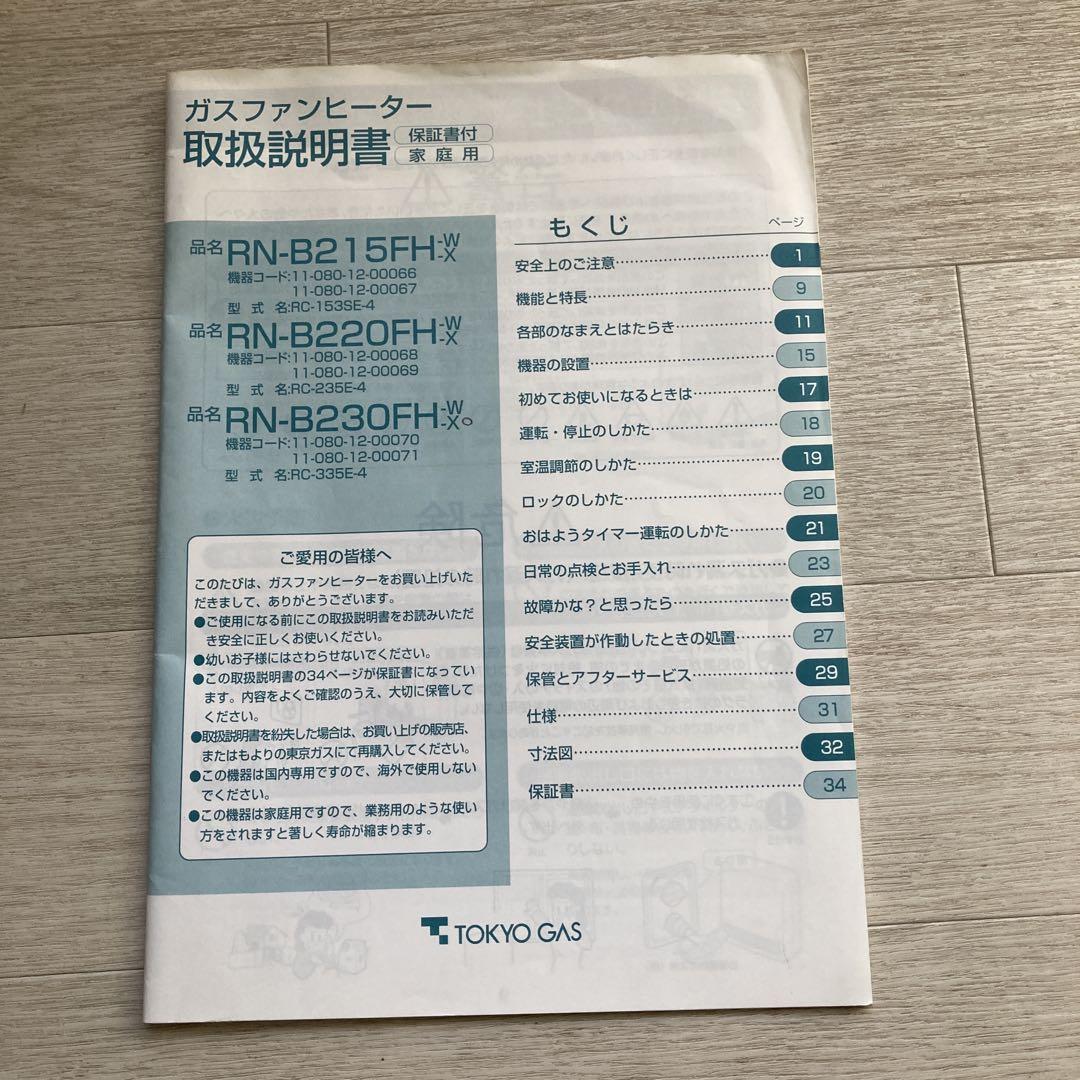 ガスファンヒーター
取扱説明書 保証書付
家庭用
品名 RN-B215FH-W
-X
機器コード:11-080-12-00066
11-080-12-00067
型式名:RC-153SE-4
品名 RN-B220FH-W
-X
機器コード:11-080-12-00068
11-080-12-00069
型式名:RC-235E-4
品名 RN-B230FH-W
-X
機器コード:11-080-12-00070
11-080-12-00071
型式名:RC-335E-4
ご愛用の皆様へ
このたびは、ガスファンヒーターをお買い上げいた
だきまして、ありがとうございます。
●ご使用になる前にこの取扱説明書をお読みいただ
き安全に正しくお使いください。
●幼いお子様にはさわらせないでください。
●この取扱説明書の34ページが保証書になってい
ます。内容をよくご確認のうえ、大切に保管して
ください。
●取扱説明書を紛失した場合は、お買い上げの販売店、
またはもよりの東京ガスにて再購入してください。
●この機器は国内専用ですので、海外で使用しない
でください。
●この機器は家庭用ですので、業務用のような使い
方をされますと著しく寿命が縮まります。
もくじ ページ
安全上のご注意 1
機能と特長 9
各部のなまえとはたらき 11
機器の設置 15
初めてお使いになるときは 17
運転・停止のしかた 18
室温調節のしかた 19
ロックのしかた 20
おはようタイマー運転のしかた 21
日常の点検とお手入れ 23
故障かな？と思ったら 25
安全装置が作動したときの処置 27
保管とアフターサービス 29
仕様 31
寸法図 32
保証書 34
TOKYO GAS